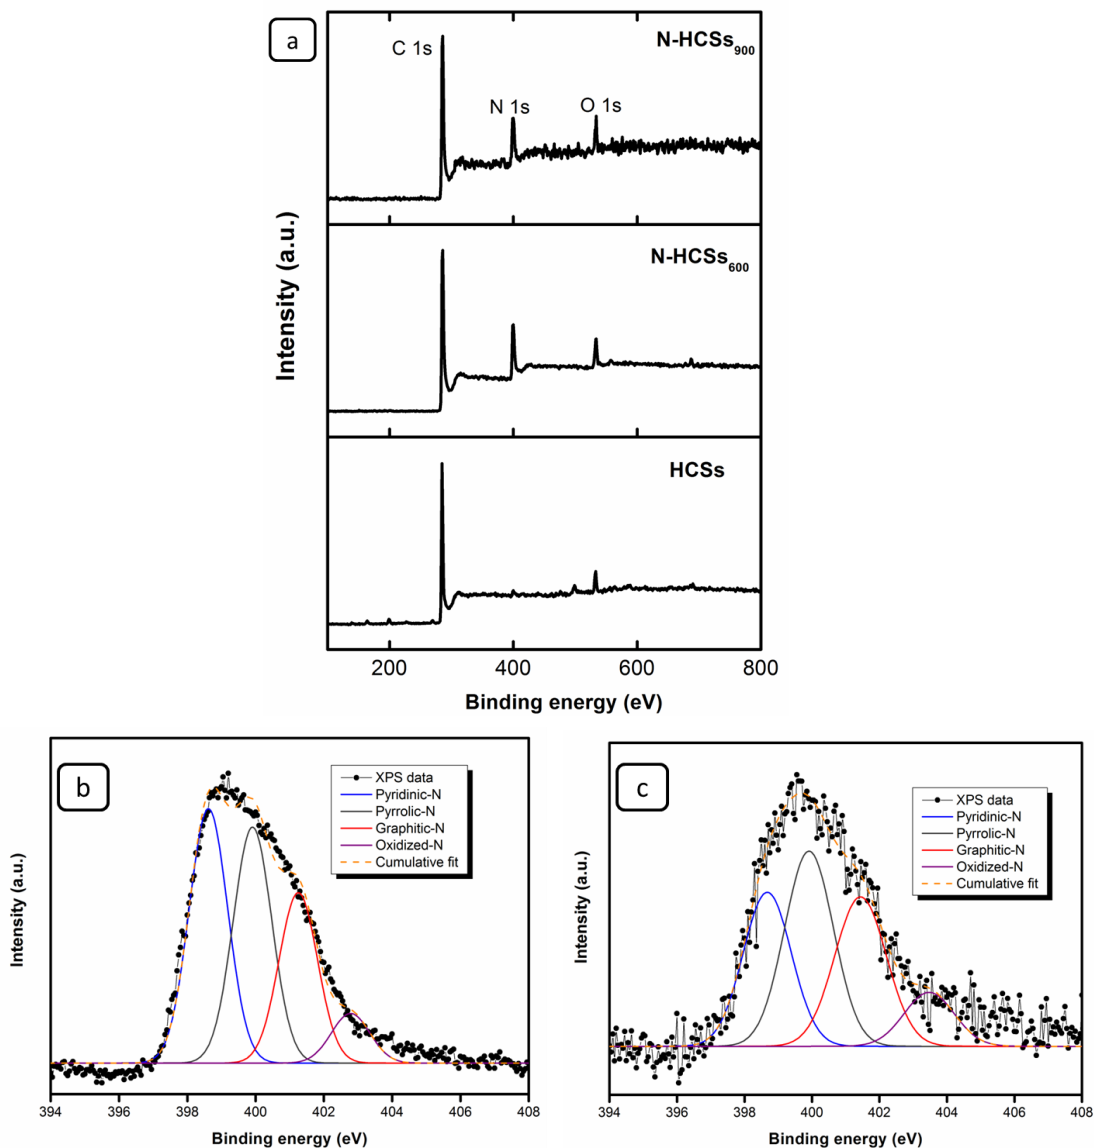 a
N-HCSs900
C 1s
N 1s
O 1s
N-HCSs600
HCSs
Intensity (a.u.)
200
400
600
800
Binding energy (eV)
b
XPS data
Pyridinic-N
Pyrrolic-N
Graphitic-N
Oxidized-N
Cumulative fit
Intensity (a.u.)
394
396
398
400
402
404
406
408
Binding energy (eV)
c
XPS data
Pyridinic-N
Pyrrolic-N
Graphitic-N
Oxidized-N
Cumulative fit
Intensity (a.u.)
394
396
398
400
402
404
406
408
Binding energy (eV)